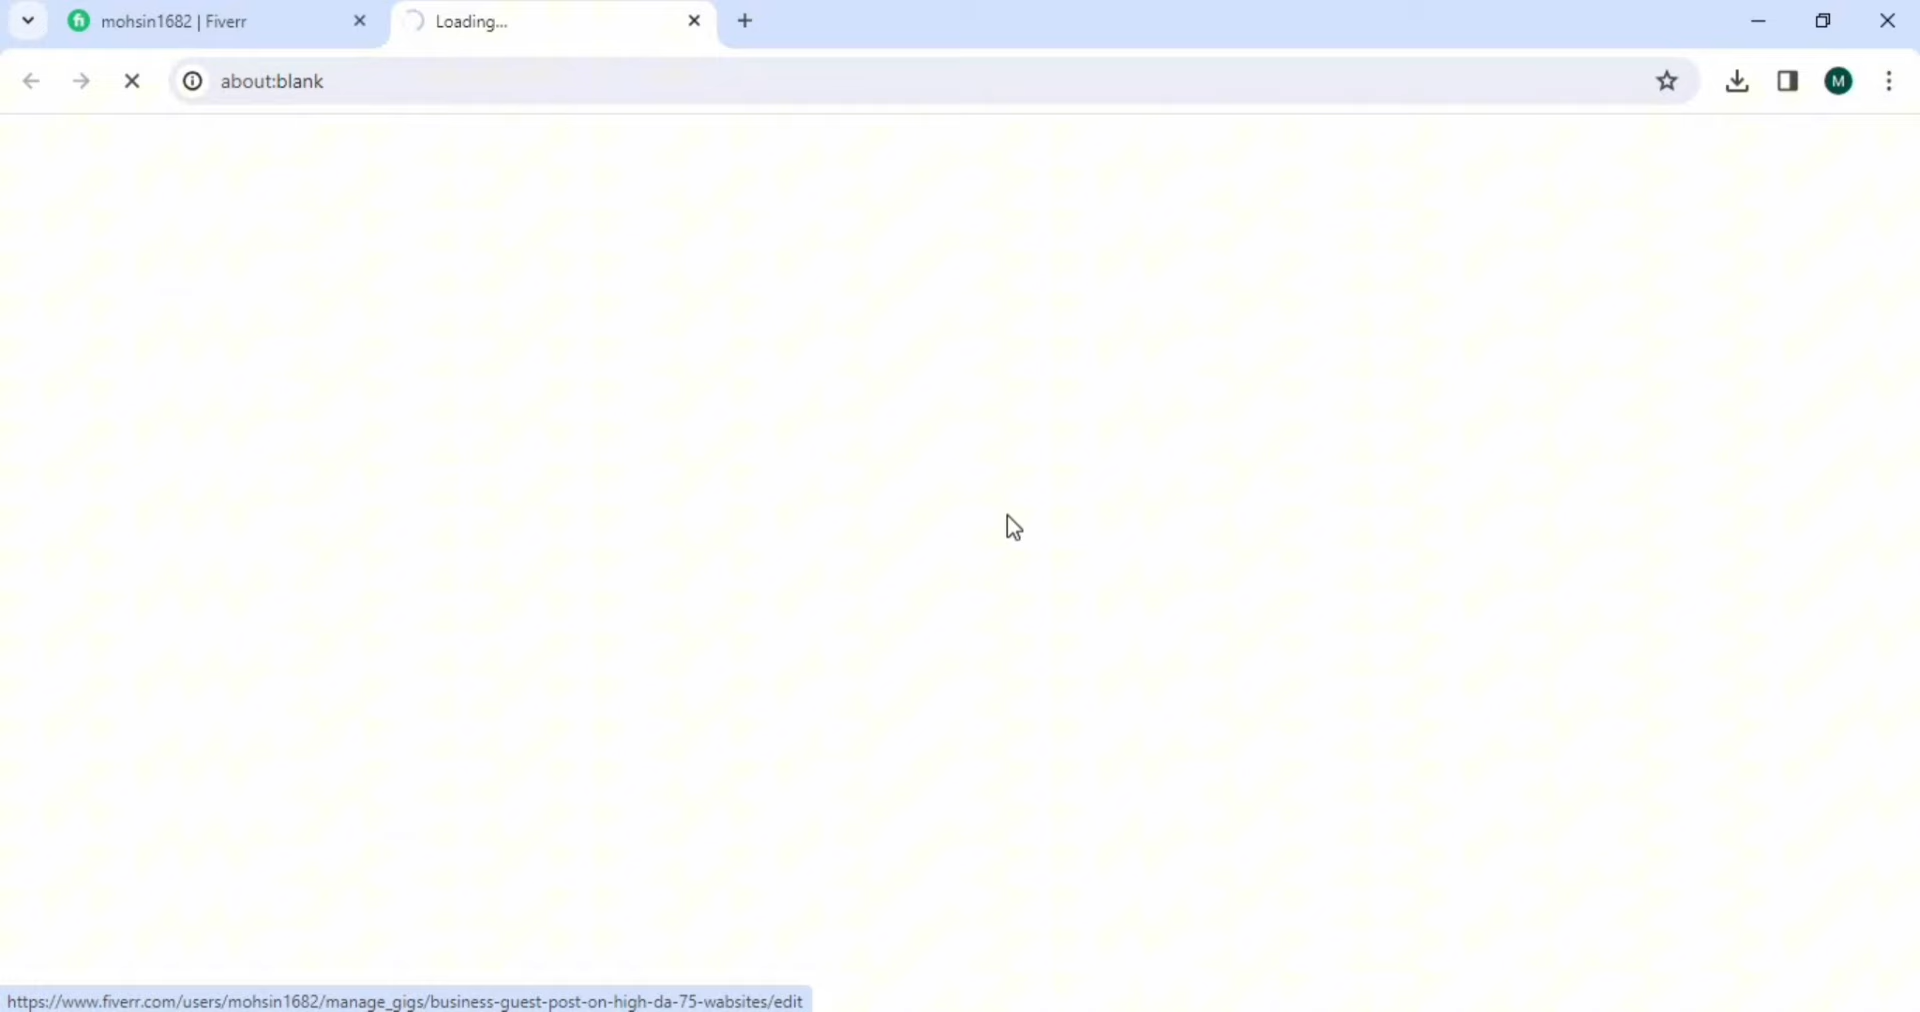 mohsin1682 | Fiverr
Loading...
about:blank
M
https://www.fiverr.com/users/mohsin1682/manage_gigs/business-guest-post-on-high-da-75-wabsites/edit